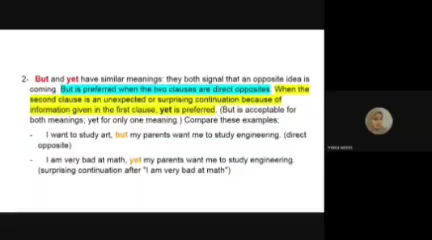 2- But and yet have similar meanings: they both signal that an opposite idea is
coming. But is preferred when the two clauses are direct opposites. When the
second clause is an unexpected or surprising continuation because of
information given in the first clause, yet is preferred. (But is acceptable for
both meanings; yet for only one meaning.) Compare these examples;
- I want to study art, but my parents want me to study engineering. (direct
opposite)
- I am very bad at math, yet my parents want me to study engineering.
(surprising continuation after "I am very bad at math")